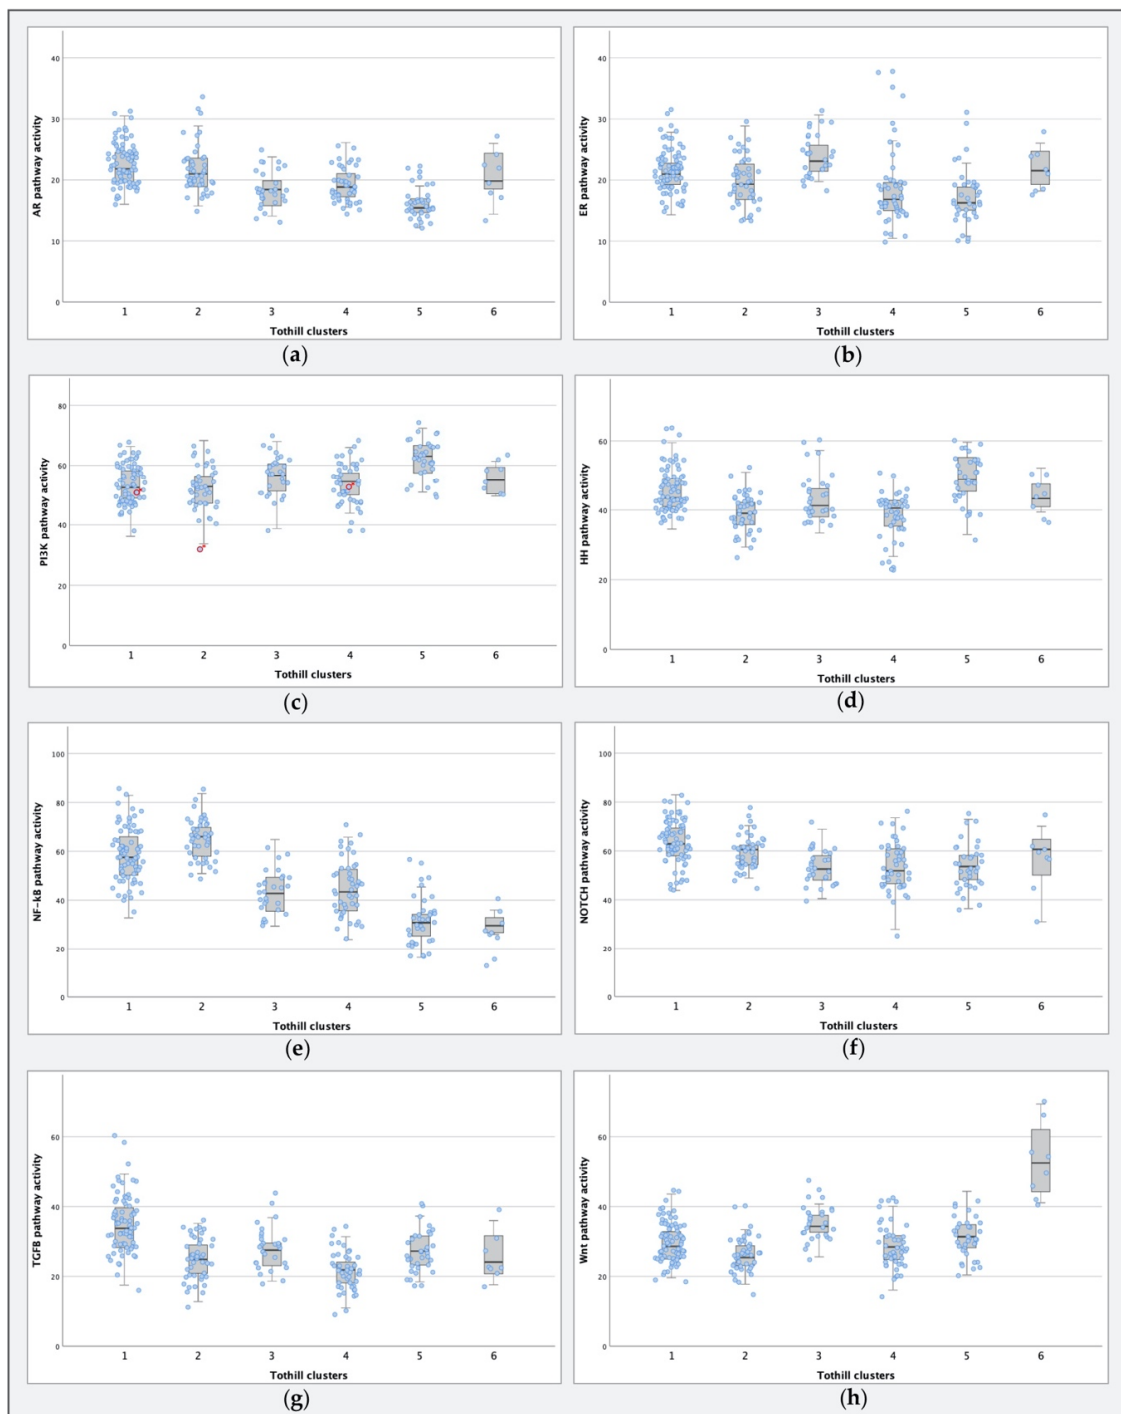 40
30
20
10
0
AR pathway activity
1 2 3 4 5 6
Tothill clusters
(a)
40
30
20
10
0
ER pathway activity
1 2 3 4 5 6
Tothill clusters
(b)
80
60
40
20
0
PI3K pathway activity
1 2 3 4 5 6
Tothill clusters
(c)
60
40
20
0
HH pathway activity
1 2 3 4 5 6
Tothill clusters
(d)
100
80
60
40
20
0
NF-kB pathway activity
1 2 3 4 5 6
Tothill clusters
(e)
100
80
60
40
20
0
NOTCH pathway activity
1 2 3 4 5 6
Tothill clusters
(f)
60
40
20
0
TGFB pathway activity
1 2 3 4 5 6
Tothill clusters
(g)
60
40
20
0
Wnt pathway activity
1 2 3 4 5 6
Tothill clusters
(h)